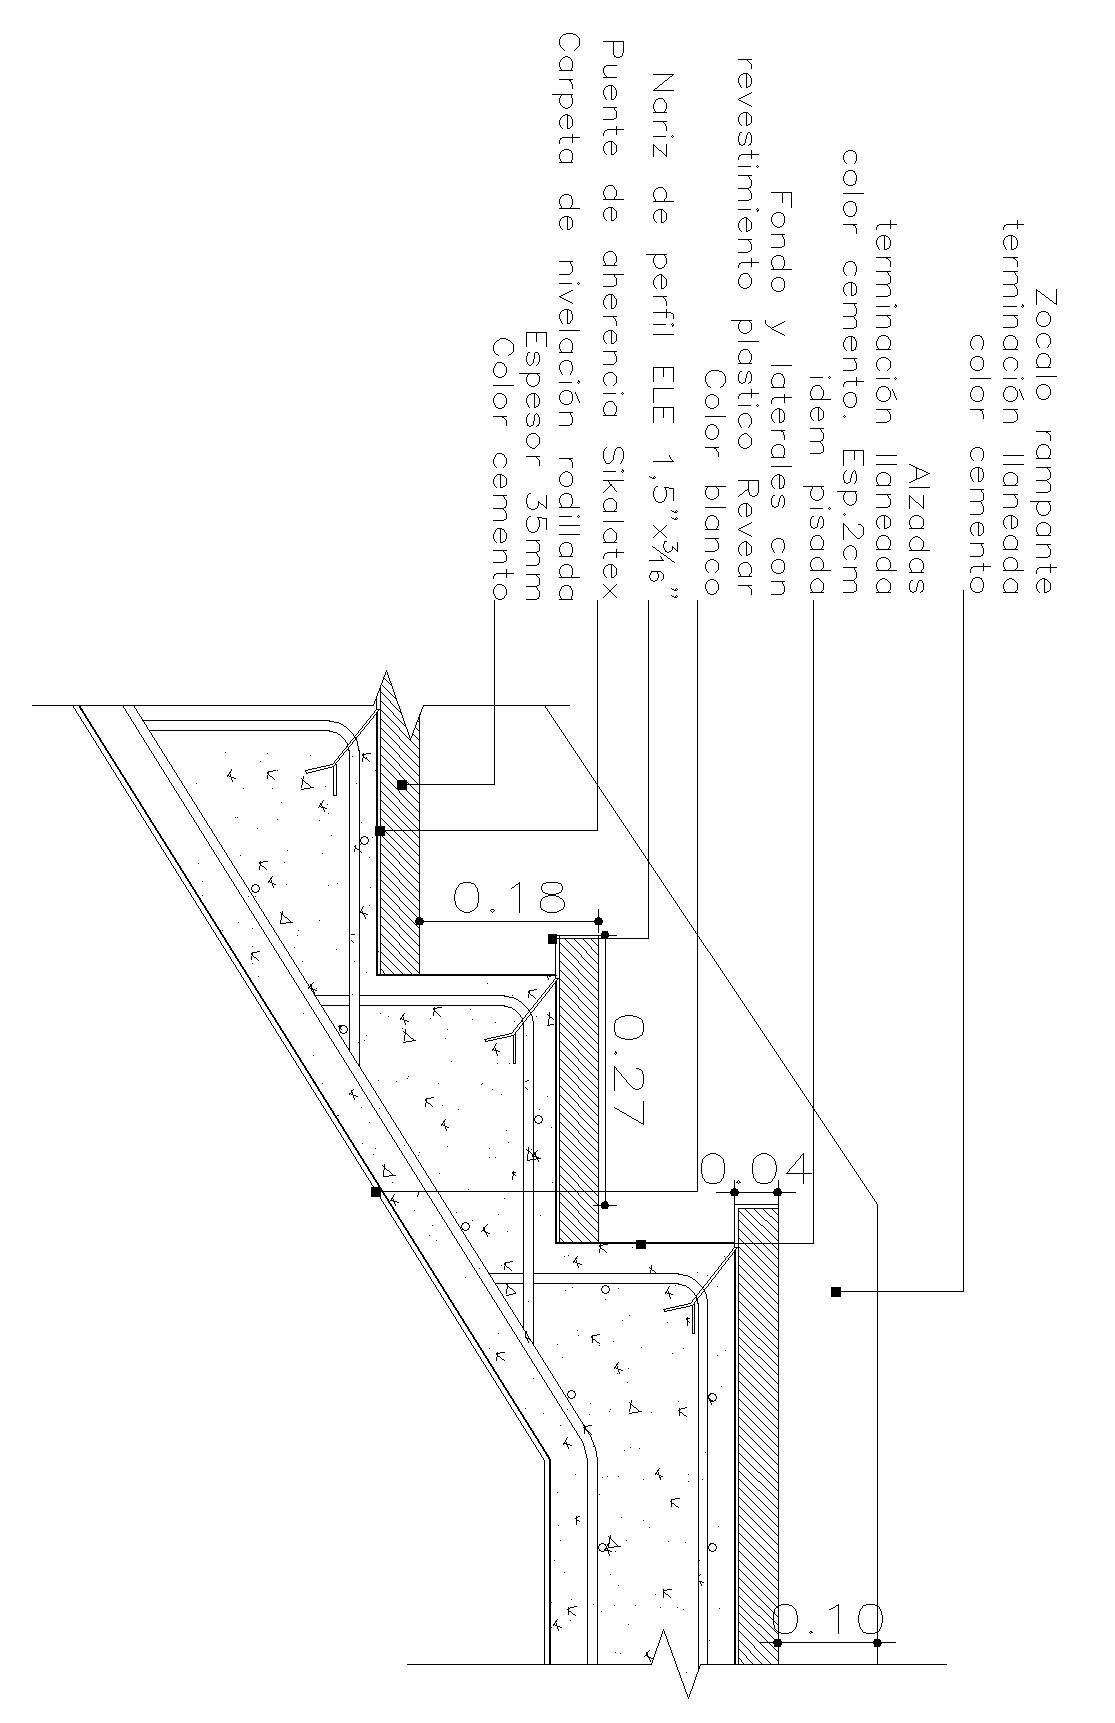 Zocalo rampante
terminación llaneada
color cemento
Alzadas
terminación llaneada
color cemento. Esp.2cm
idem pisada
Fondo y laterales con
revestimiento plastico Revear
Color blanco
Nariz de perfil ELE 1,5"x3/16"
Puente de aherencia Sikalatex
Carpeta de nivelación rodillada
Espesor 35mm
Color cemento
0.18
0.27
0.04
0.10